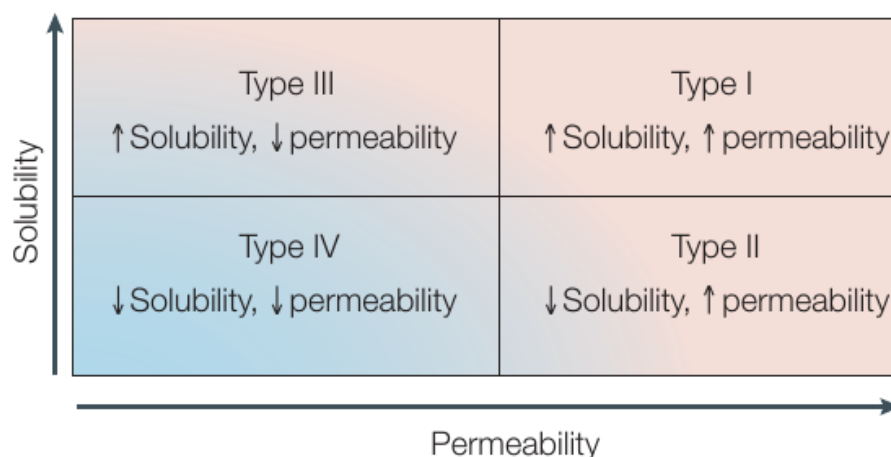 Solubility
Type III
↑Solubility, ↓permeability
Type I
↑Solubility, ↑permeability
Type IV
↓Solubility, ↓permeability
Type II
↓Solubility, ↑permeability
Permeability